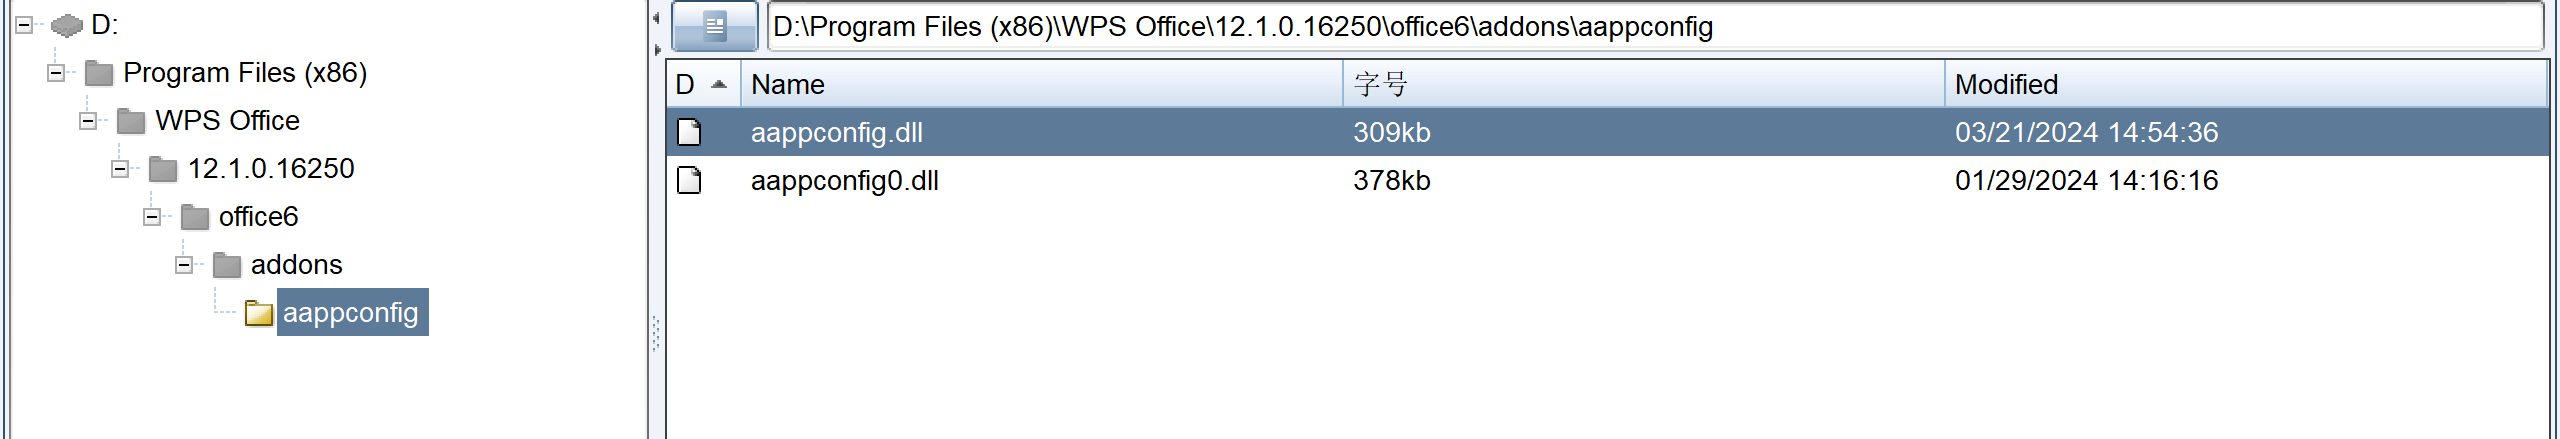 D:
Program Files (x86)
WPS Office
12.1.0.16250
office6
addons
aappconfig
D:\Program Files (x86)\WPS Office\12.1.0.16250\office6\addons\aappconfig
D Name 字号 Modified
aappconfig.dll 309kb 03/21/2024 14:54:36
aappconfig0.dll 378kb 01/29/2024 14:16:16